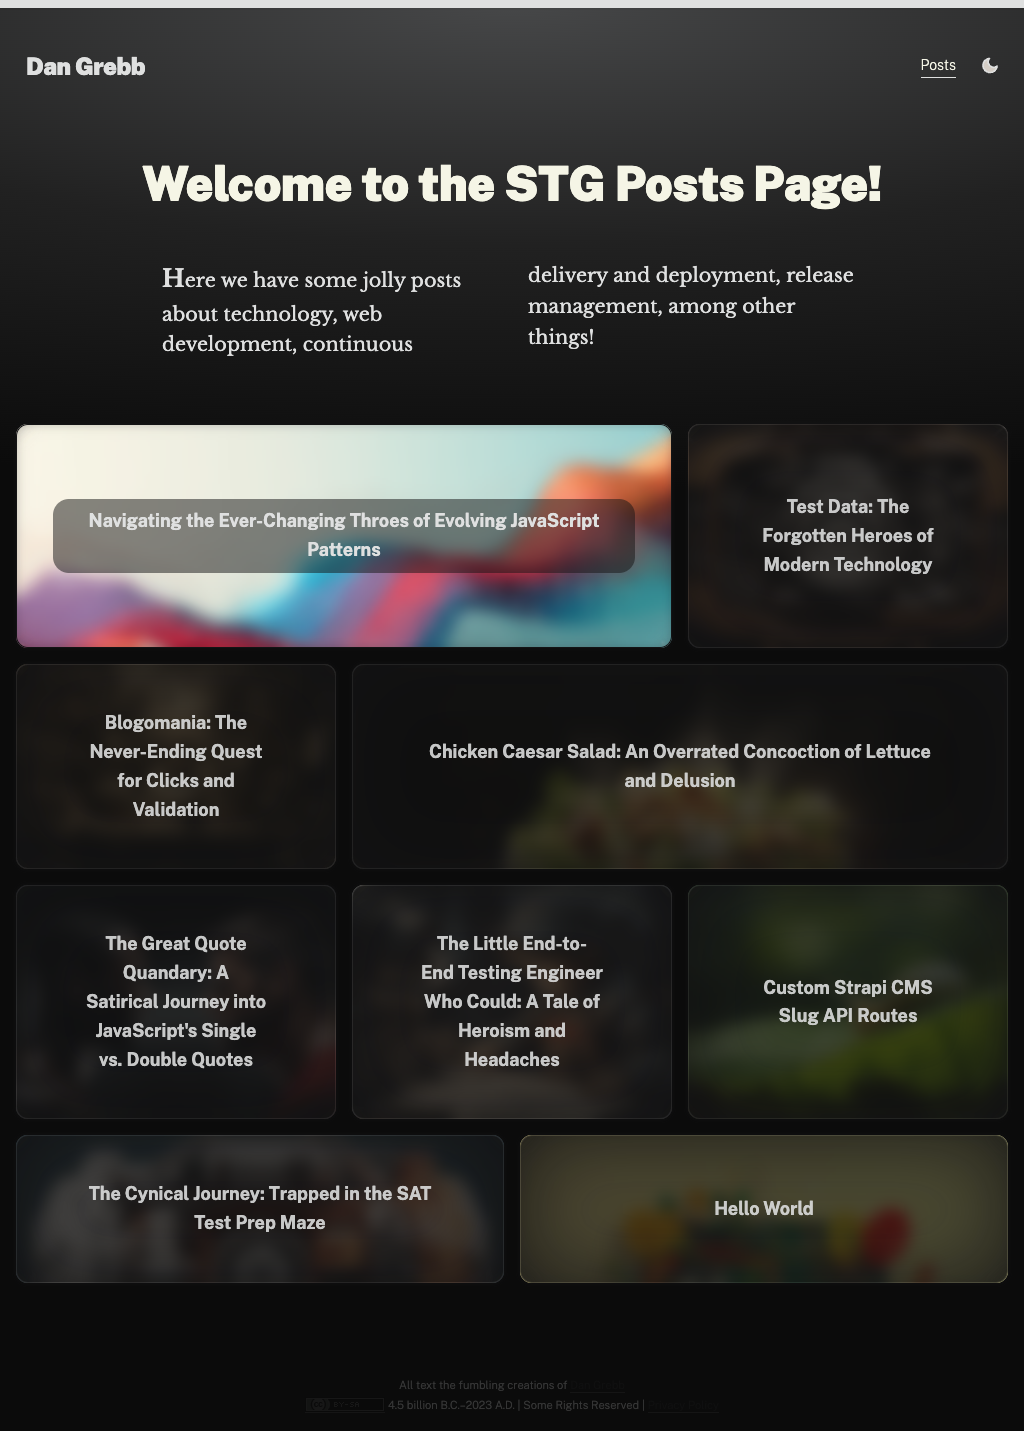 Dan Grebb
Posts
Welcome to the STG Posts Page!
Here we have some jolly posts
about technology, web
development, continuous
delivery and deployment, release
management, among other
things!
Navigating the Ever-Changing Throes of Evolving JavaScript
Patterns
Test Data: The
Forgotten Heroes of
Modern Technology
Blogomania: The
Never-Ending Quest
for Clicks and
Validation
Chicken Caesar Salad: An Overrated Concoction of Lettuce
and Delusion
The Great Quote
Quandary: A
Satirical Journey into
JavaScript's Single
vs. Double Quotes
The Little End-to-
End Testing Engineer
Who Could: A Tale of
Heroism and
Headaches
Custom Strapi CMS
Slug API Routes
The Cynical Journey: Trapped in the SAT
Test Prep Maze
Hello World
All text the fumbling creations of
4.5 billion B.C.–2023 A.D. | Some Rights Reserved |